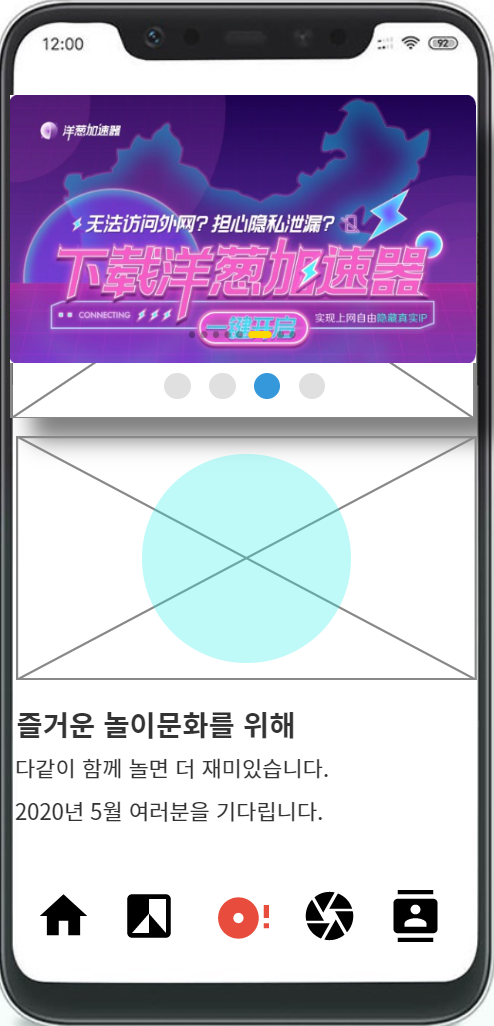 12:00
92
洋葱加速器
无法访问外网? 担心隐私泄漏?
下载洋葱加速器
CONNECTING
一键开启
实现上网自由隐藏真实IP
즐거운 놀이문화를 위해
다같이 함께 놀면 더 재미있습니다.
2020년 5월 여러분을 기다립니다.